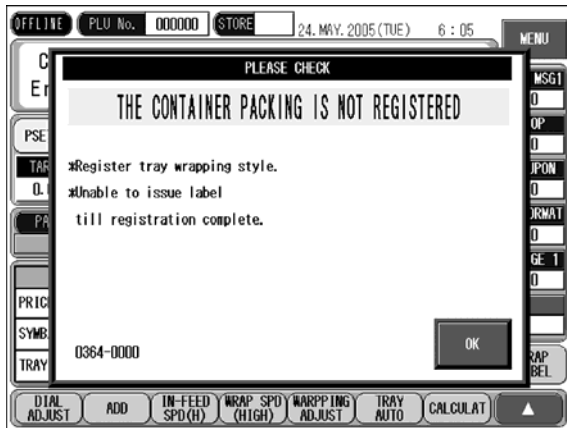 OFFLINE PLU No. 000000 STORE 24. MAY. 2005(TUE) 6 : 05 MENU
PLEASE CHECK
THE CONTAINER PACKING IS NOT REGISTERED
MSG1
0
OP
0
*Register tray wrapping style.
*Unable to issue label
till registration complete.
PSE
TAR
0.
PA
UPON
0
ORMAT
0
GE 1
0
PRIC
SYMB
TRAY
0364-0000
OK
RAP
BEL
DIAL ADJUST ADD IN-FEED SPD(H) WRAP SPD (HIGH) WARPPING ADJUST TRAY AUTO CALCULAT ▲